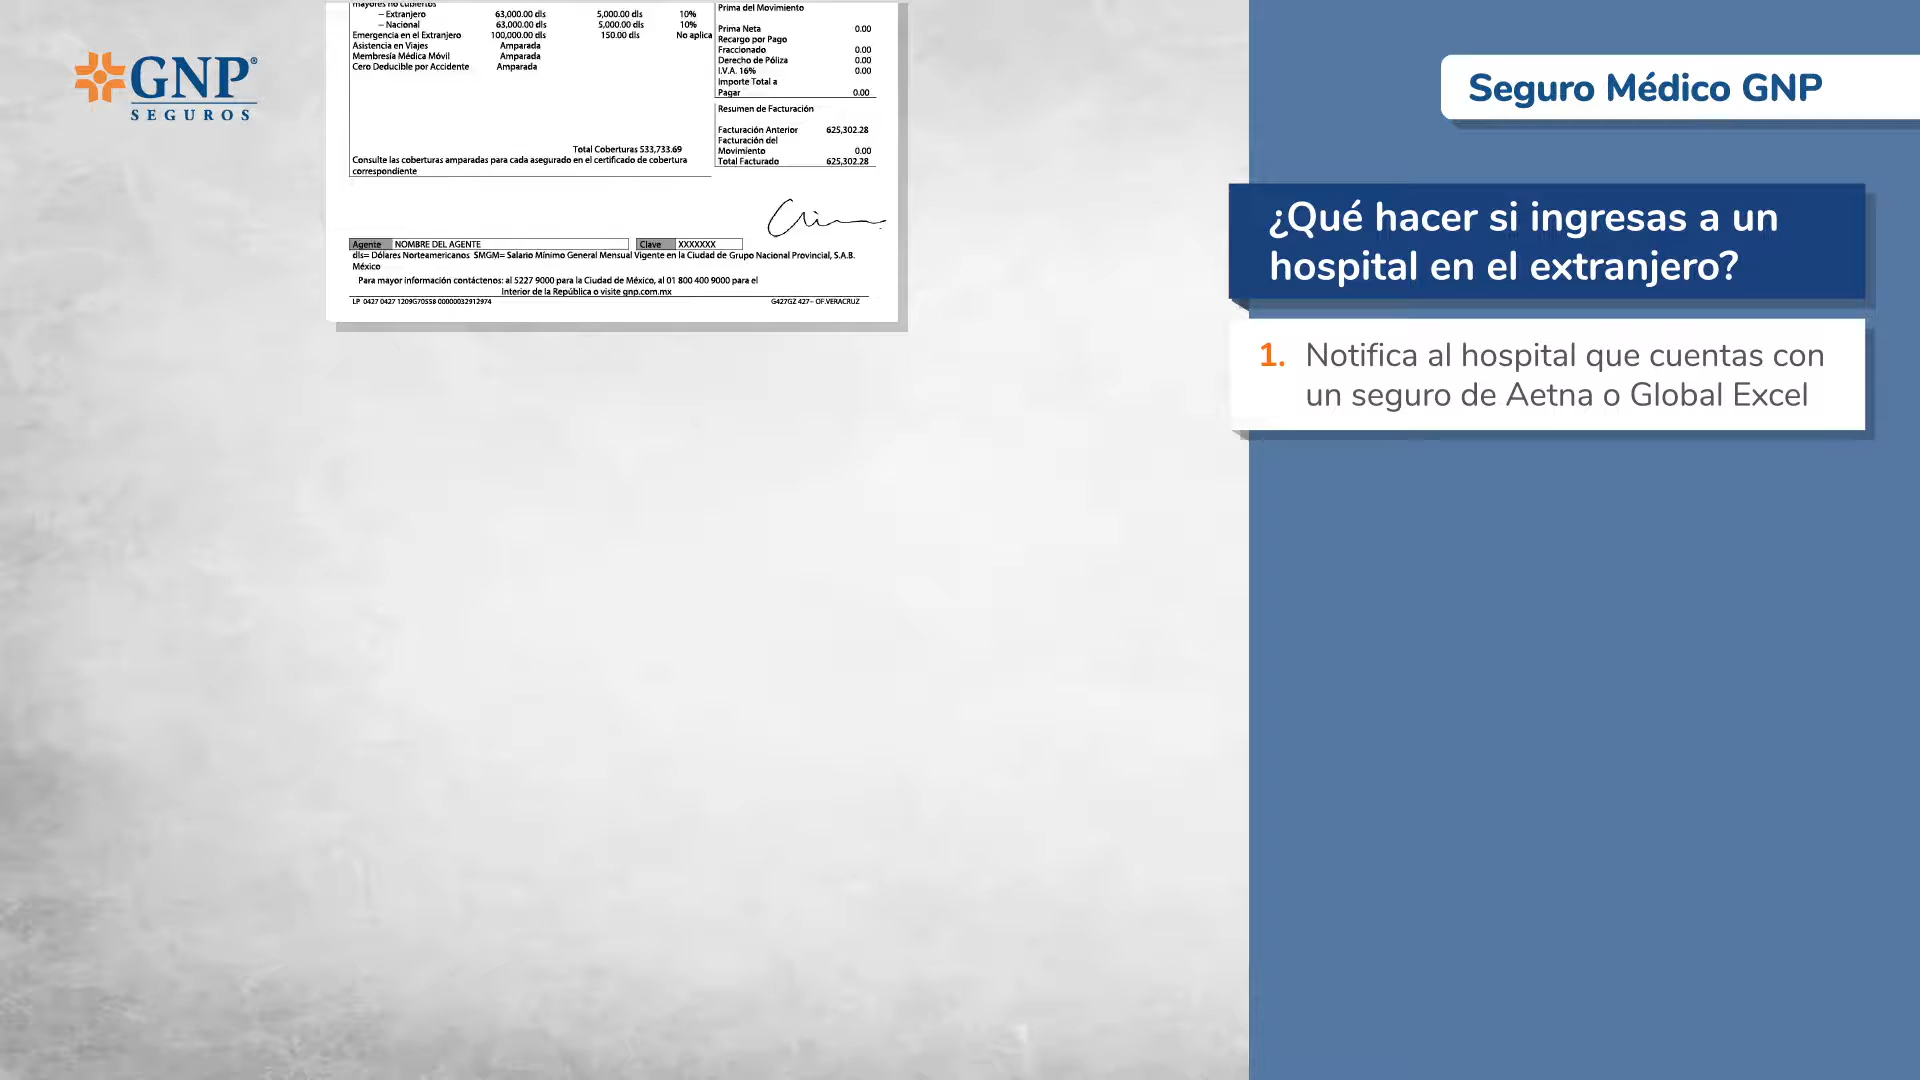 GNP®
SEGUROS
mayores no cubiertos
– Extranjero 63,000.00 dls 5,000.00 dls 10%
– Nacional 63,000.00 dls 5,000.00 dls 10%
Emergencia en el Extranjero 100,000.00 dls 150.00 dls No aplica
Asistencia en Viajes Amparada
Membresía Médica Móvil Amparada
Cero Deducible por Accidente Amparada
Total Coberturas 533,733.69
Consulte las coberturas amparadas para cada asegurado en el certificado de cobertura
correspondiente
Prima del Movimiento
Prima Neta 0.00
Recargo por Pago
Fraccionado 0.00
Derecho de Póliza 0.00
I.V.A. 16% 0.00
Importe Total a
Pagar 0.00
Resumen de Facturación
Facturación Anterior 625,302.28
Facturación del
Movimiento 0.00
Total Facturado 625,302.28
Agente NOMBRE DEL AGENTE Clave XXXXXXX
dls= Dólares Norteamericanos SMGM= Salario Mínimo General Mensual Vigente en la Ciudad de Grupo Nacional Provincial, S.A.B.
México
Para mayor información contáctenos: al 5227 9000 para la Ciudad de México, al 01 800 400 9000 para el
Interior de la República o visite gnp.com.mx
LP 0427 0427 1209G70558 00000032912974 G427GZ 427– OF.VERACRUZ
Seguro Médico GNP
¿Qué hacer si ingresas a un
hospital en el extranjero?
1. Notifica al hospital que cuentas con
un seguro de Aetna o Global Excel